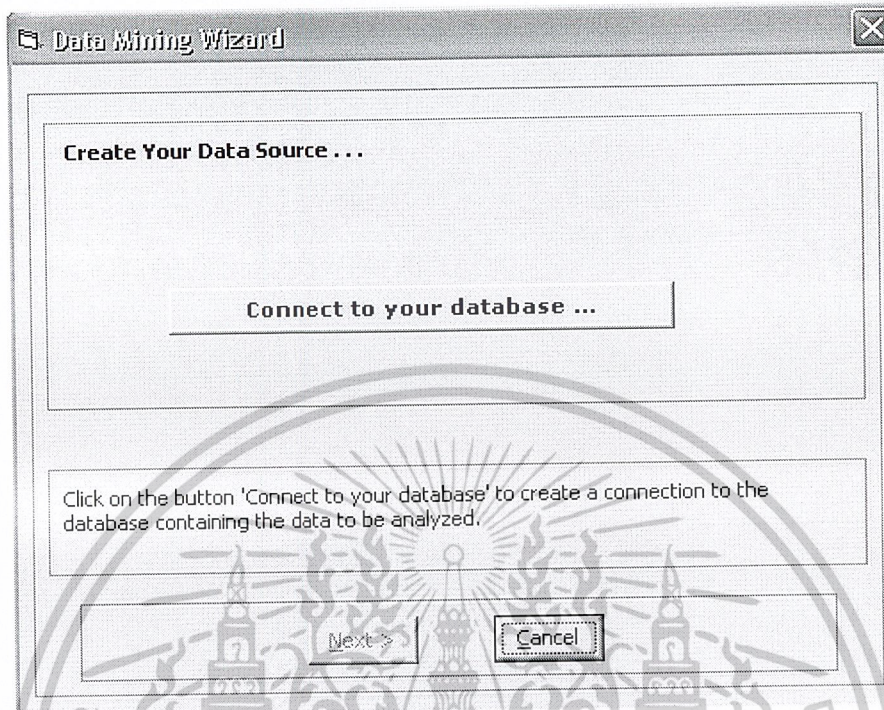 Data Mining Wizard
Create Your Data Source . . .
Connect to your database ...
Click on the button 'Connect to your database' to create a connection to the
database containing the data to be analyzed.
Next >
Cancel